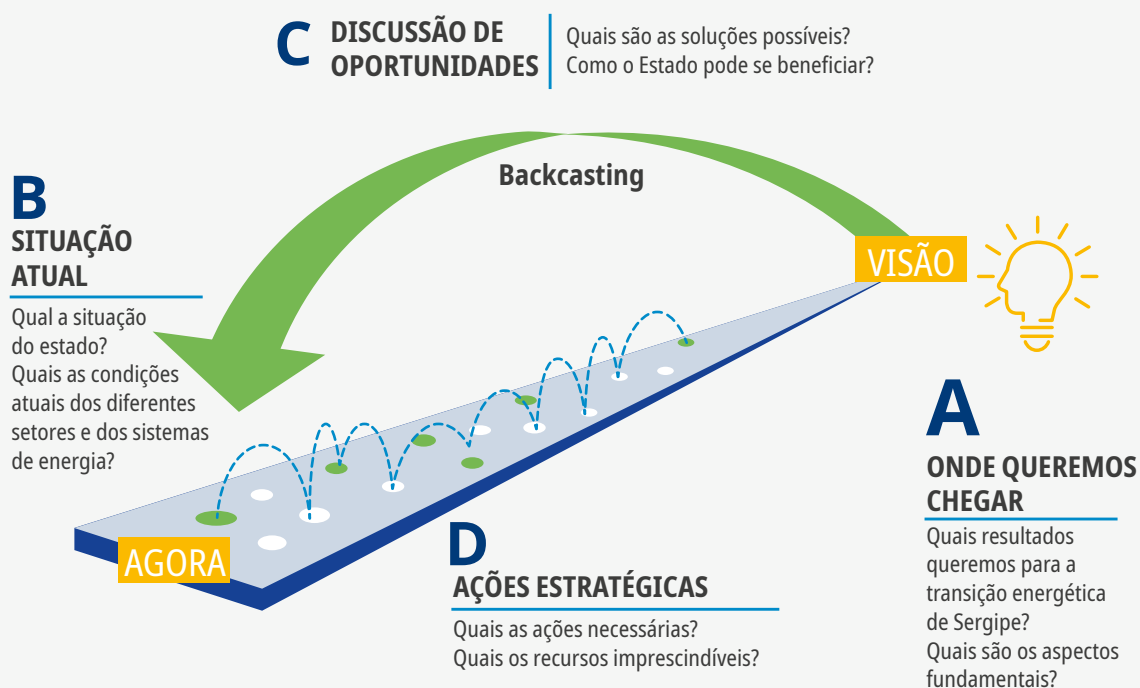 C
DISCUSSÃO DE
OPORTUNIDADES
Quais são as soluções possíveis?
Como o Estado pode se beneficiar?
Backcasting
B
SITUAÇÃO
ATUAL
Qual a situação
do estado?
Quais as condições
atuais dos diferentes
setores e dos sistemas
de energia?
VISÃO
A
ONDE QUEREMOS
CHEGAR
Quais resultados
queremos para a
transição energética
de Sergipe?
Quais são os aspectos
fundamentais?
AGORA
D
AÇÕES ESTRATÉGICAS
Quais as ações necessárias?
Quais os recursos imprescindíveis?